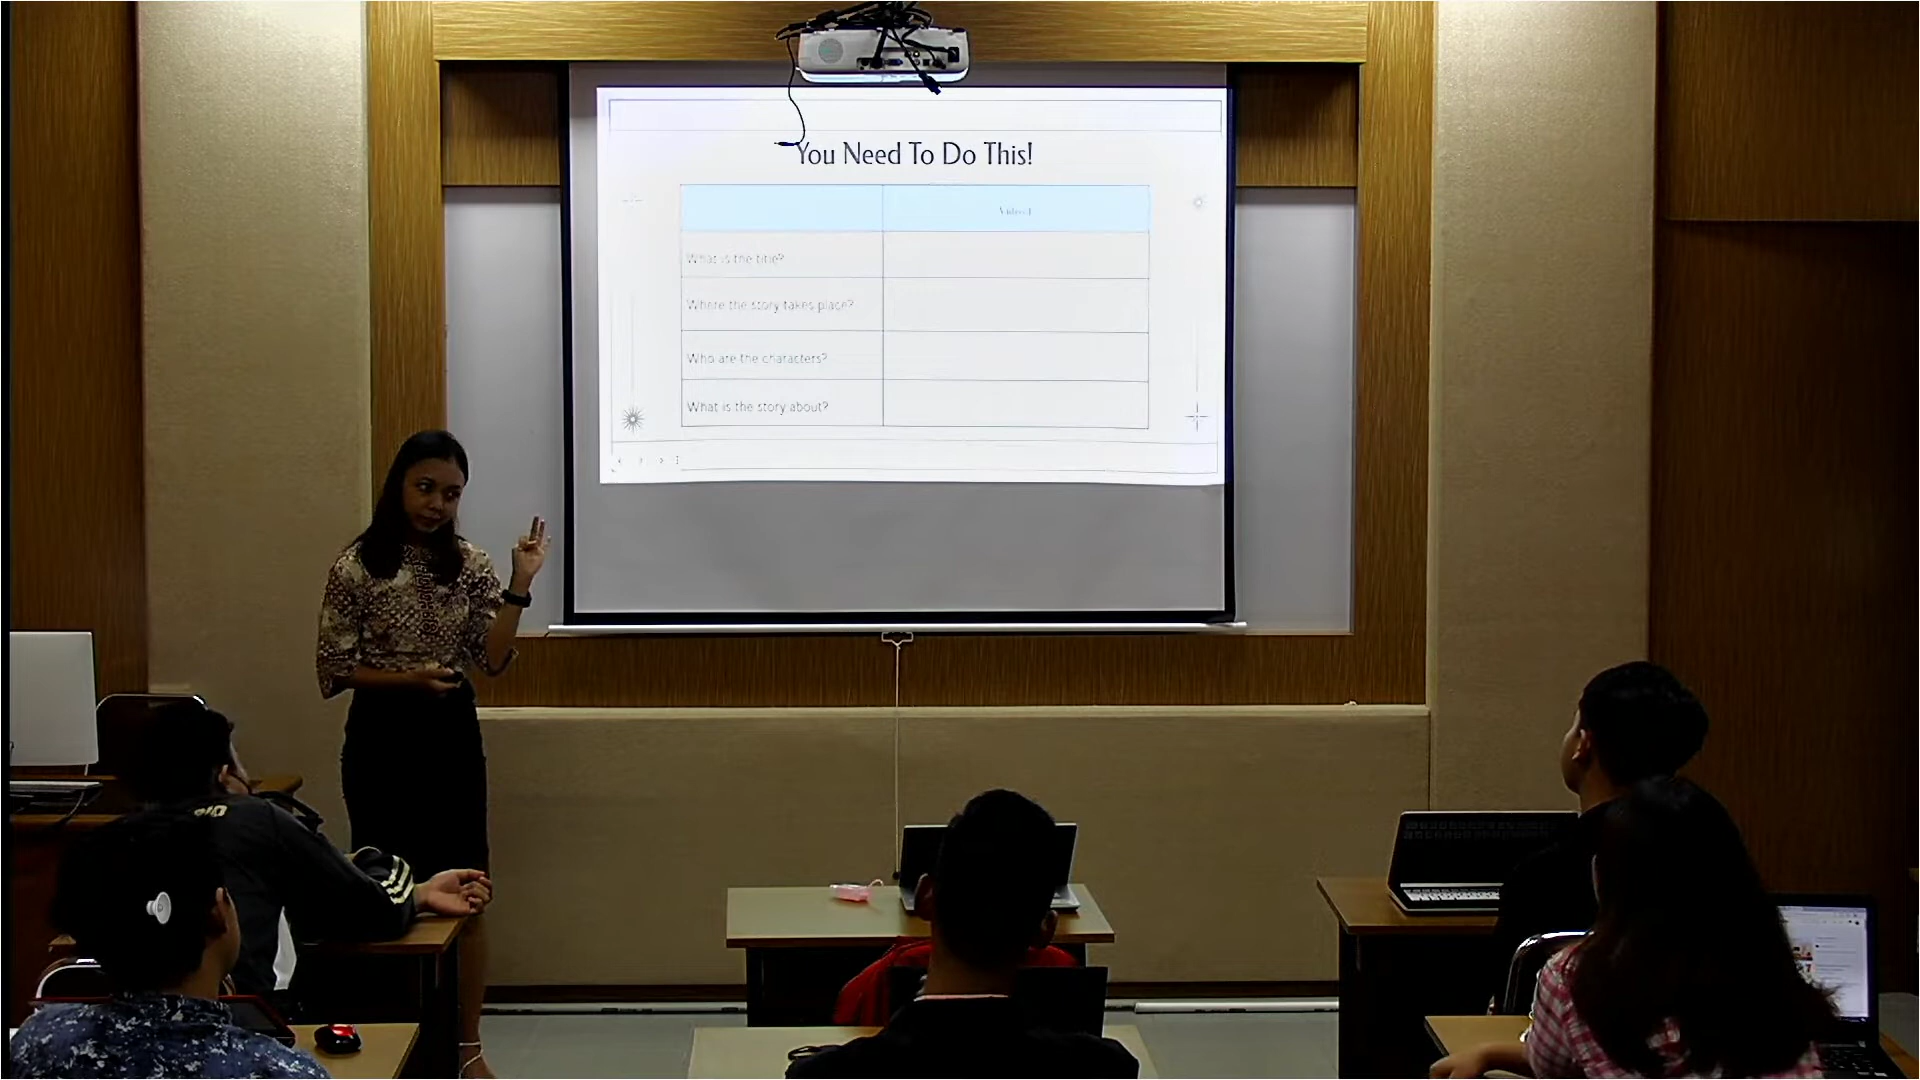 You Need To Do This!
Video 1
What is the title?
Where the story takes place?
Who are the characters?
What is the story about?